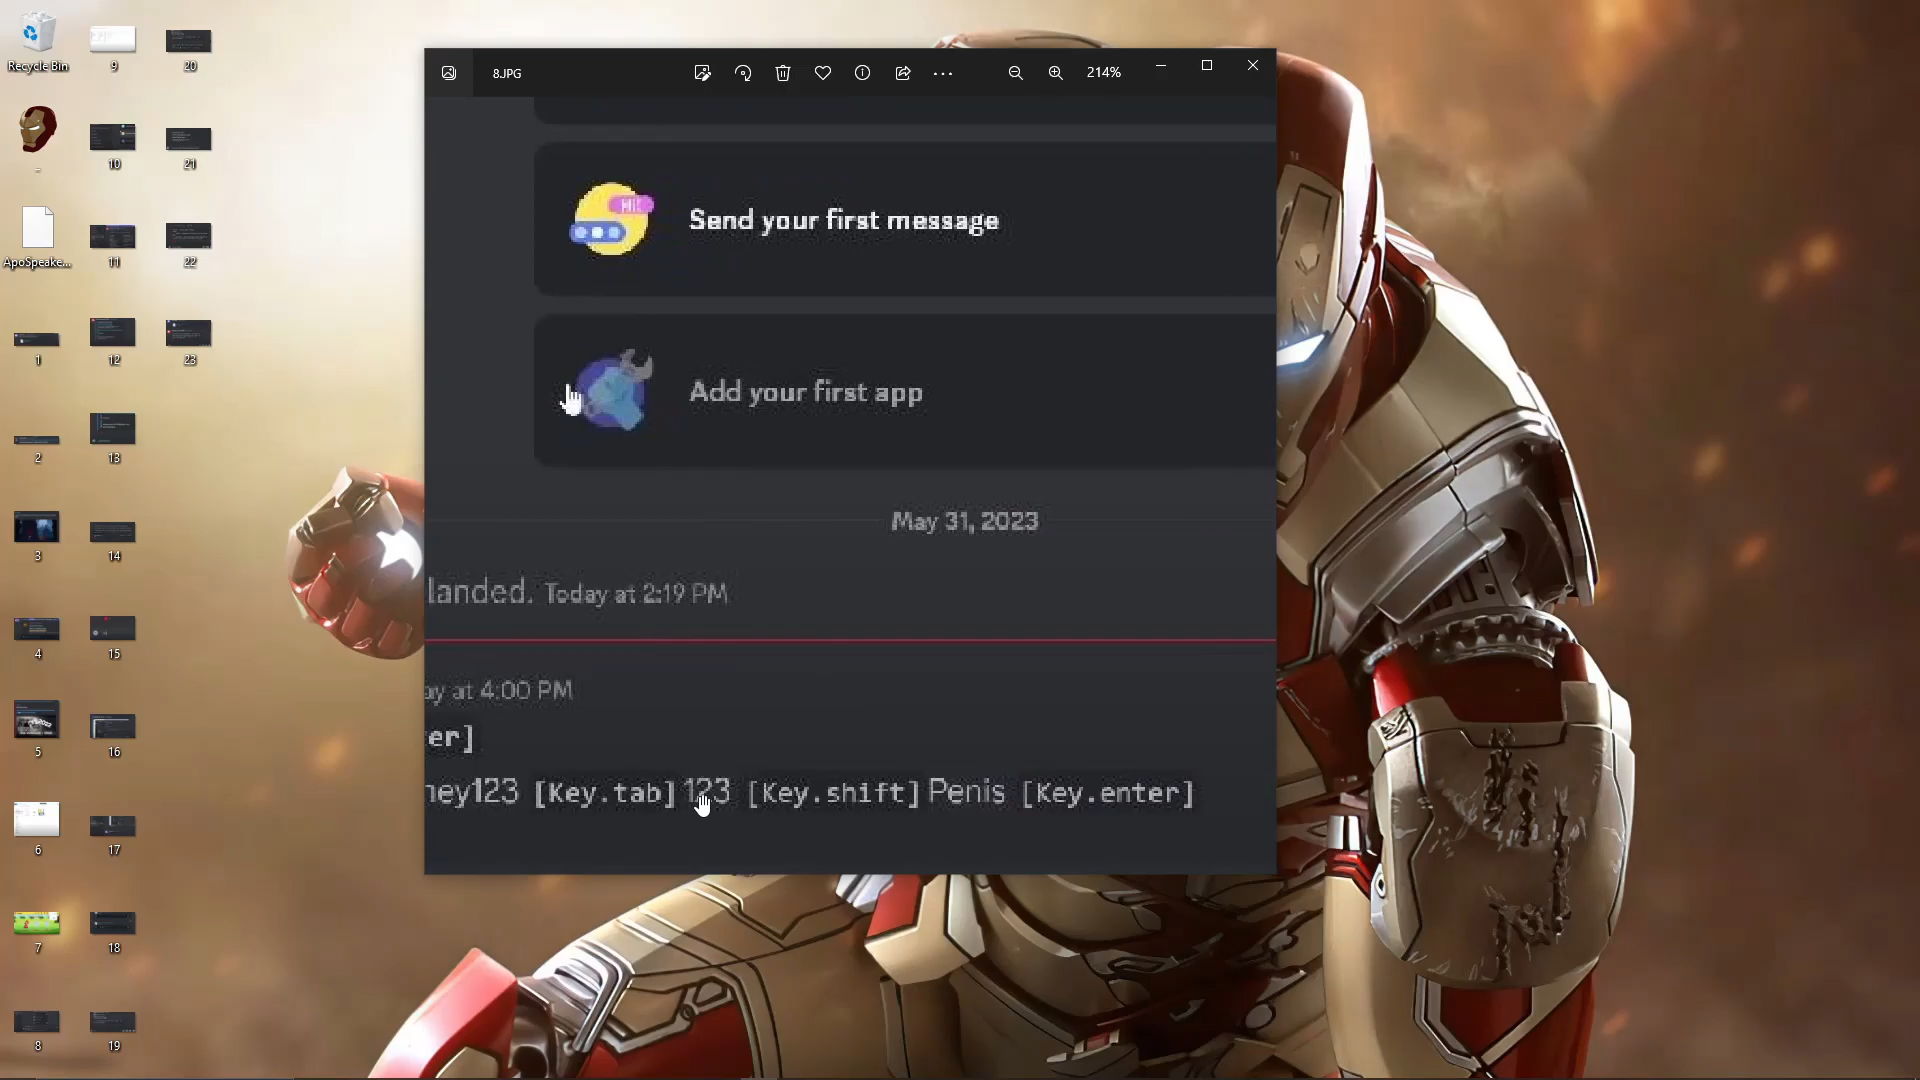 Recycle Bin
9
20
8.JPG
214%
10
21
ApoSpeake...
11
22
1
12
23
2
13
3
14
4
15
5
16
6
17
7
18
8
19
Hi!
Send your first message
Add your first app
May 31, 2023
landed. Today at 2:19 PM
ay at 4:00 PM
er]
ney123 [Key.tab] 123 [Key.shift] Penis [Key.enter]